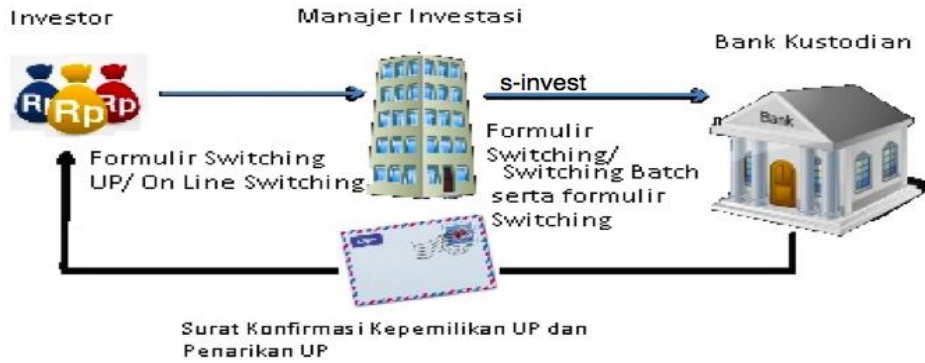 Investor
Manajer Investasi
Bank Kustodian
Rp
Rp
Rp
s-invest
Bank
Formulir Switching
UP/ On Line Switching
Formulir
Switching/
Switching Batch
serta formulir
Switching
Surat Konfirmasi Kepemilikan UP dan
Penarikan UP